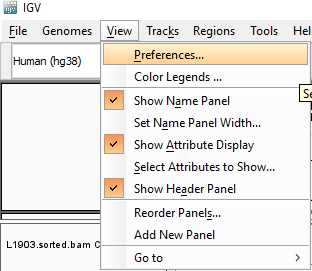 IGV
File Genomes View Tracks Regions Tools Hel
Human (hg38)
Preferences...
Color Legends ...
Se
Show Name Panel
Set Name Panel Width...
Show Attribute Display
Select Attributes to Show...
Show Header Panel
Reorder Panels...
L1903.sorted.bam C
Add New Panel
Go to